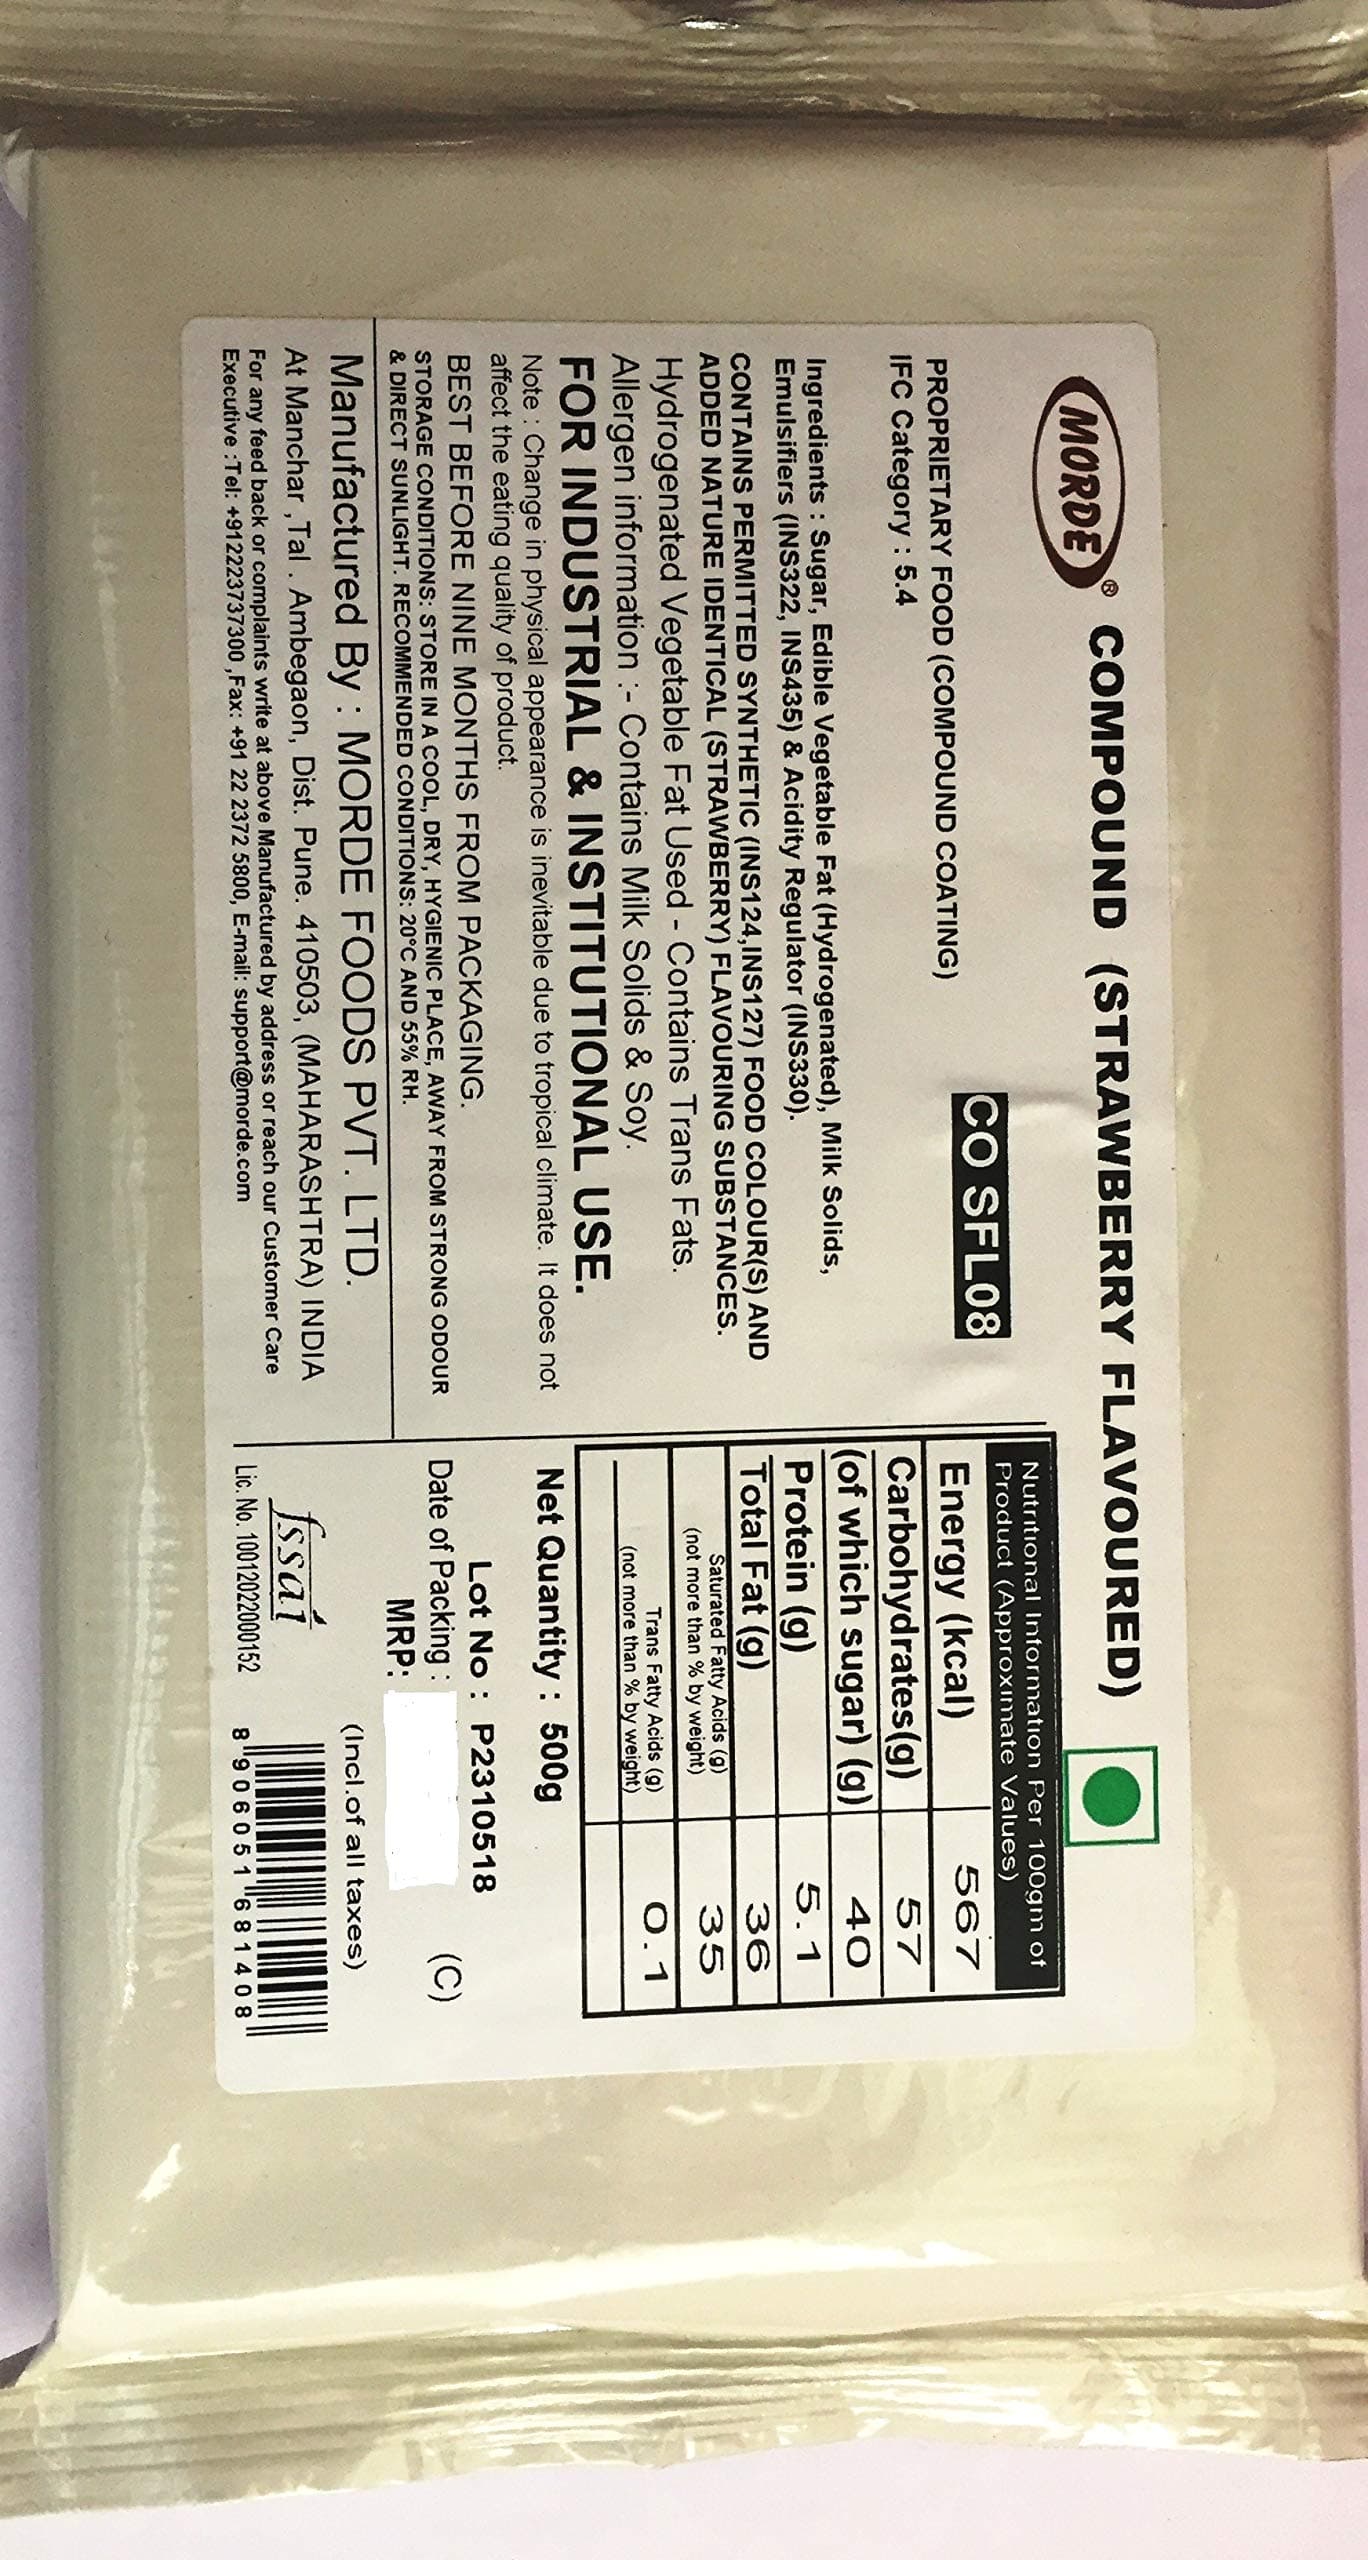 MORDE® COMPOUND (STRAWBERRY FLAVOURED)
CO SFL08
PROPRIETARY FOOD (COMPOUND COATING)
IFC Category : 5.4
Ingredients : Sugar, Edible Vegetable Fat (Hydrogenated), Milk Solids,
Emulsifiers (INS322, INS435) & Acidity Regulator (INS330).
CONTAINS PERMITTED SYNTHETIC (INS124,INS127) FOOD COLOUR(S) AND
ADDED NATURE IDENTICAL (STRAWBERRY) FLAVOURING SUBSTANCES.
Hydrogenated Vegetable Fat Used - Contains Trans Fats.
Allergen information :- Contains Milk Solids & Soy.
FOR INDUSTRIAL & INSTITUTIONAL USE.
Note : Change in physical appearance is inevitable due to tropical climate. It does not
affect the eating quality of product.
BEST BEFORE NINE MONTHS FROM PACKAGING.
STORAGE CONDITIONS: STORE IN A COOL, DRY, HYGIENIC PLACE, AWAY FROM STRONG ODOUR
& DIRECT SUNLIGHT. RECOMMENDED CONDITIONS: 20°C AND 55% RH.
Manufactured By : MORDE FOODS PVT. LTD.
At Manchar ,Tal . Ambegaon, Dist. Pune. 410503, (MAHARASHTRA) INDIA
For any feed back or complaints write at above Manufactured by address or reach our Customer Care
Executive :Tel: +912223737300 ,Fax: +91 22 2372 5800, E-mail: support@morde.com
Nutritional Information Per 100gm of
Product (Approximate Values)
Energy (kcal) 567
Carbohydrates(g) 57
(of which sugar) (g) 40
Protein (g) 5.1
Total Fat (g) 36
Saturated Fatty Acids (g)
(not more than % by weight) 35
Trans Fatty Acids (g)
(not more than % by weight) 0.1
Net Quantity : 500g
Lot No : P2310518
Date of Packing : (C)
MRP:
(Incl.of all taxes)
fssai
Lic. No. 10012022000152
8 906051 681408